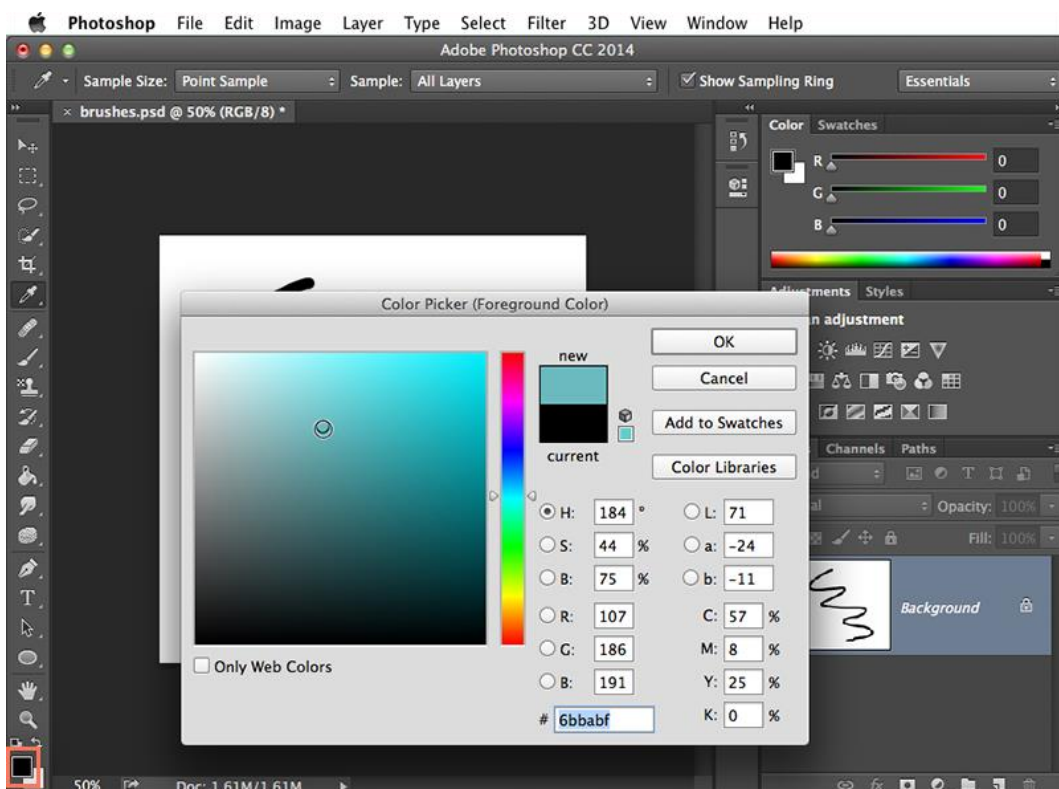 Photoshop File Edit Image Layer Type Select Filter 3D View Window Help
Adobe Photoshop CC 2014
Sample Size: Point Sample Sample: All Layers Show Sampling Ring Essentials
× brushes.psd @ 50% (RGB/8) *
Color Swatches
R 0
G 0
B 0
Adjustments Styles
adjustment
Color Picker (Foreground Color)
new
current
OK
Cancel
Add to Swatches
Color Libraries
H: 184 °
S: 44 %
B: 75 %
R: 107
G: 186
B: 191
# 6bbabf
L: 71
a: -24
b: -11
C: 57 %
M: 8 %
Y: 25 %
K: 0 %
Only Web Colors
Channels Paths
Opacity: 100%
Fill: 100%
Background
50% Doc: 1.61M/1.61M